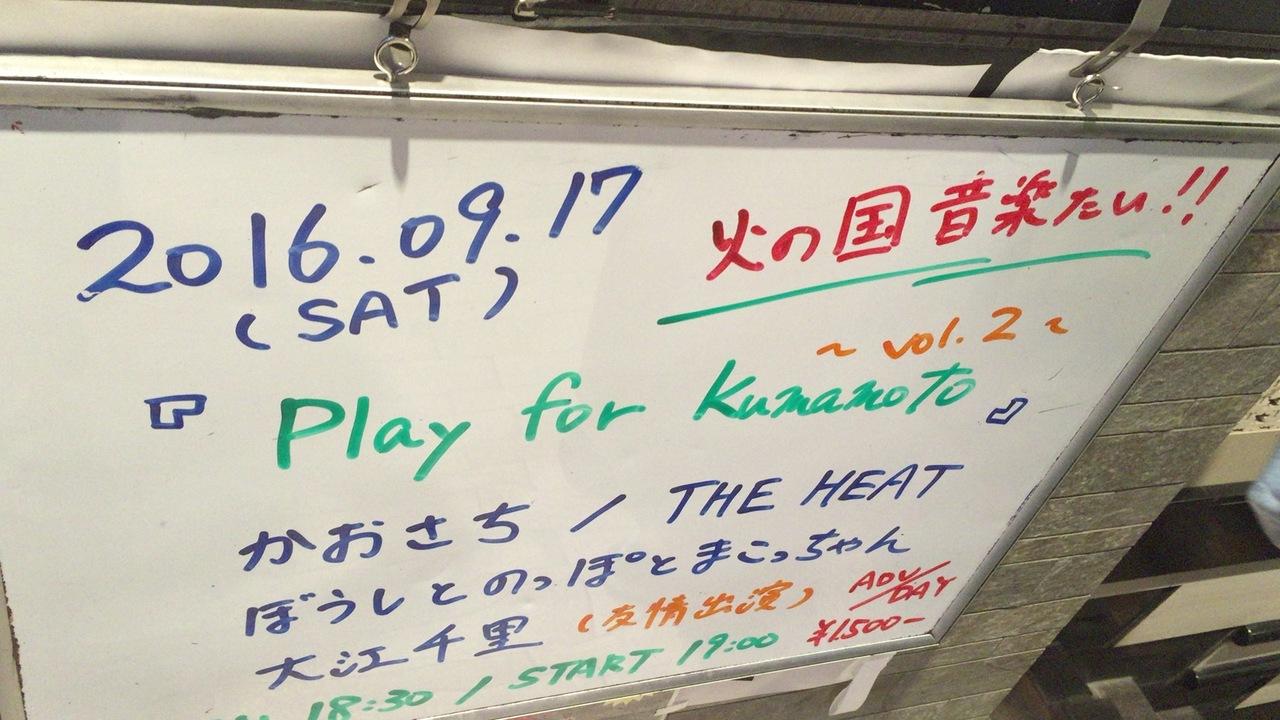 2016.09.17
(SAT)
火の国 音楽たい!!
~ vol.2 ~
『 Play for Kumamoto 』
かおさち / THE HEAT
ぼうしとのっぽ°とまこっちゃん
大江千里 (友情出演)
ADV/DAY
¥1,500-
18:30 / START 19:00